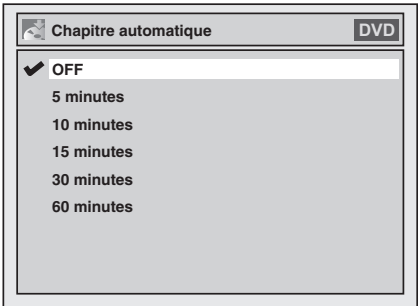 Chapitre automatique DVD
OFF
5 minutes
10 minutes
15 minutes
30 minutes
60 minutes